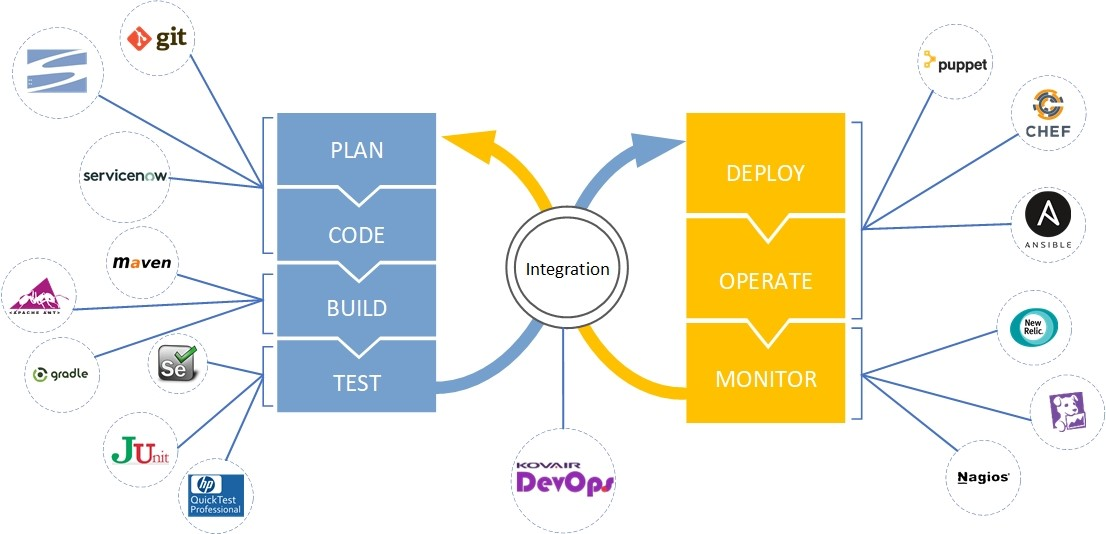 git
servicenow
maven
<APACHE ANT>
gradle
Se
JUnit
hp
QuickTest
Professional
PLAN
CODE
BUILD
TEST
Integration
KOVAIR
DevOps
DEPLOY
OPERATE
MONITOR
puppet
CHEF
A
ANSIBLE
New
Relic.
Nagios®